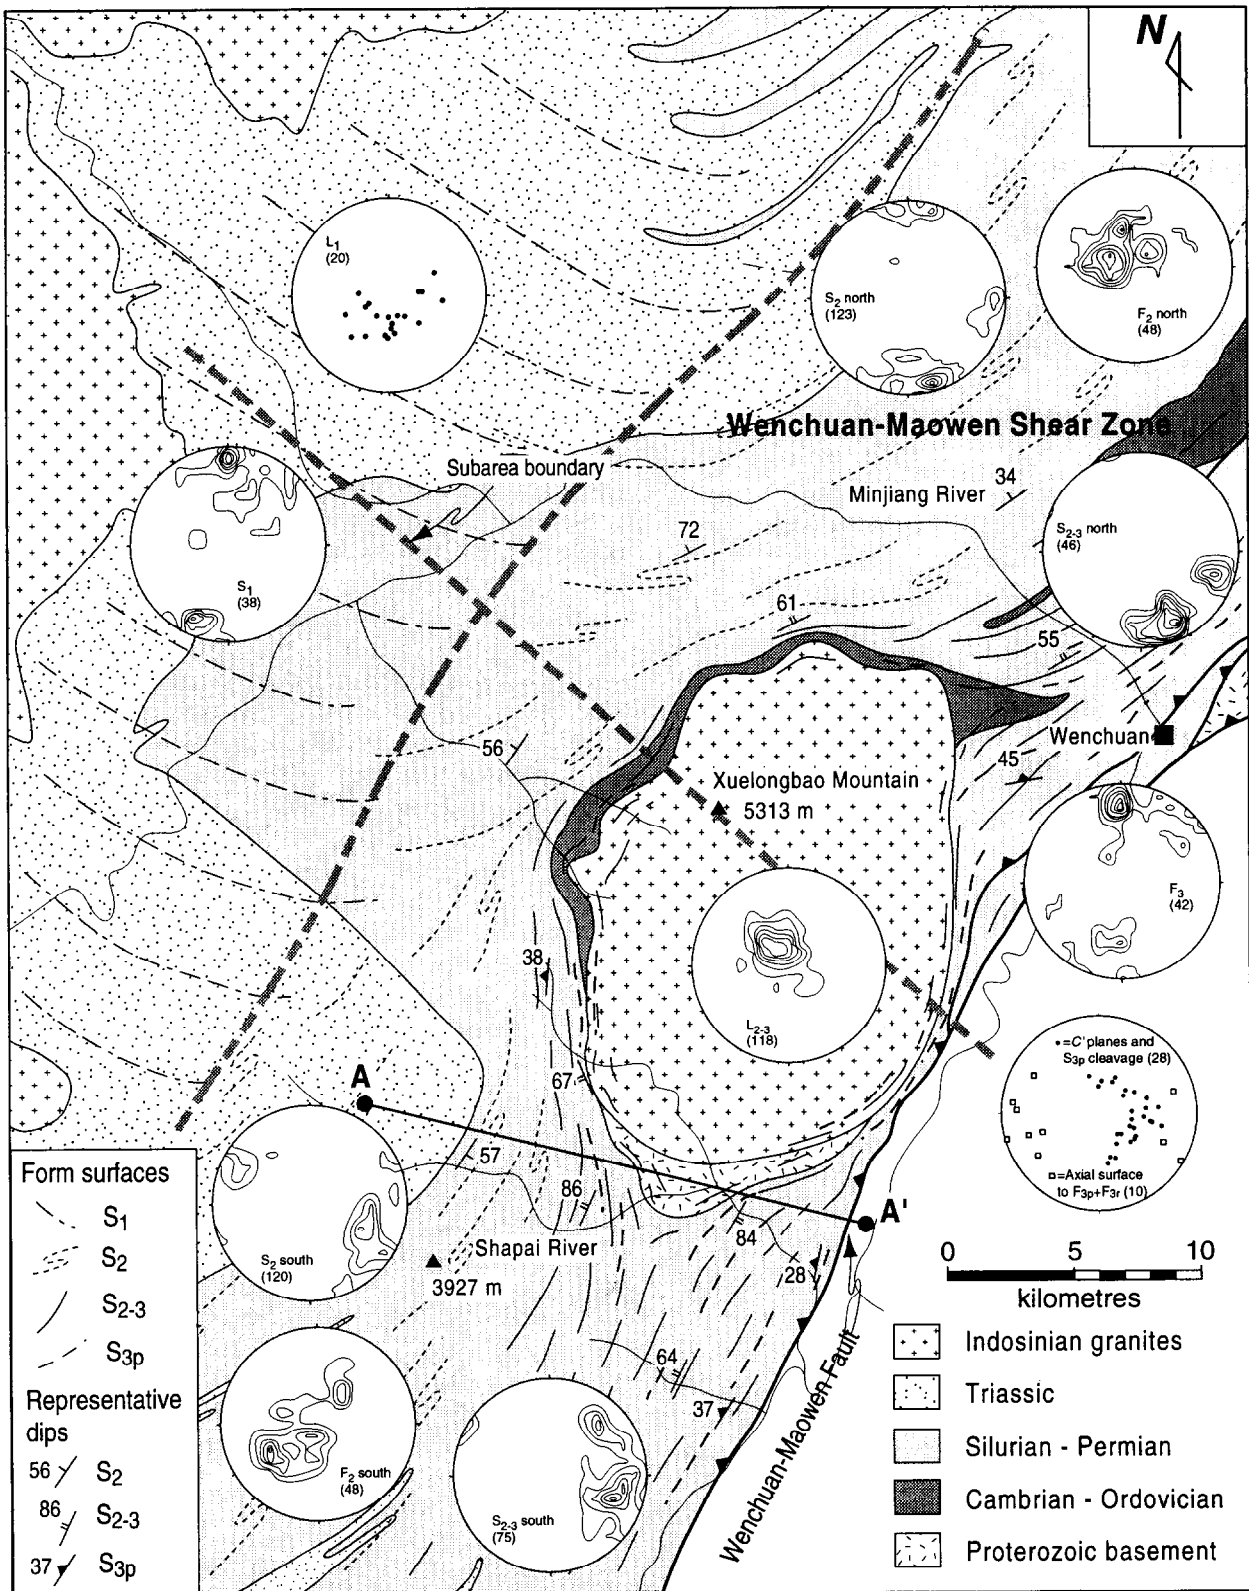 N
L1
(20)
S2 north
(123)
F2 north
(48)
Wenchuan-Maowen Shear Zone
Subarea boundary
34
Minjiang River
S2-3 north
(46)
72
S1
(38)
61
55
56
Wenchuan
45
Xuelongbao Mountain
5313 m
F3
(42)
38
L2-3
(118)
•=C' planes and
S3p cleavage (28)
67
A
□=Axial surface
to F3p+F3r (10)
57
86
A'
84
Shapai River
28
S2 south
(120)
3927 m
0 5 10
kilometres
64
37
Wenchuan-Maowen Fault
F2 south
(48)
S2-3 south
(75)
Form surfaces
S1
S2
S2-3
S3p
Representative
dips
56 S2
86 S2-3
37 S3p
Indosinian granites
Triassic
Silurian - Permian
Cambrian - Ordovician
Proterozoic basement